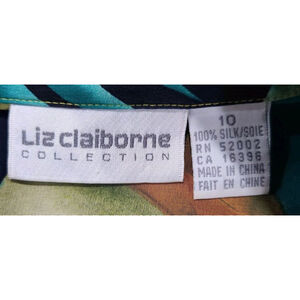 Liz claiborne
COLLECTION
10
100% SILK/SOIE
RN 52002
CA 16396
MADE IN CHINA
FAIT EN CHINE